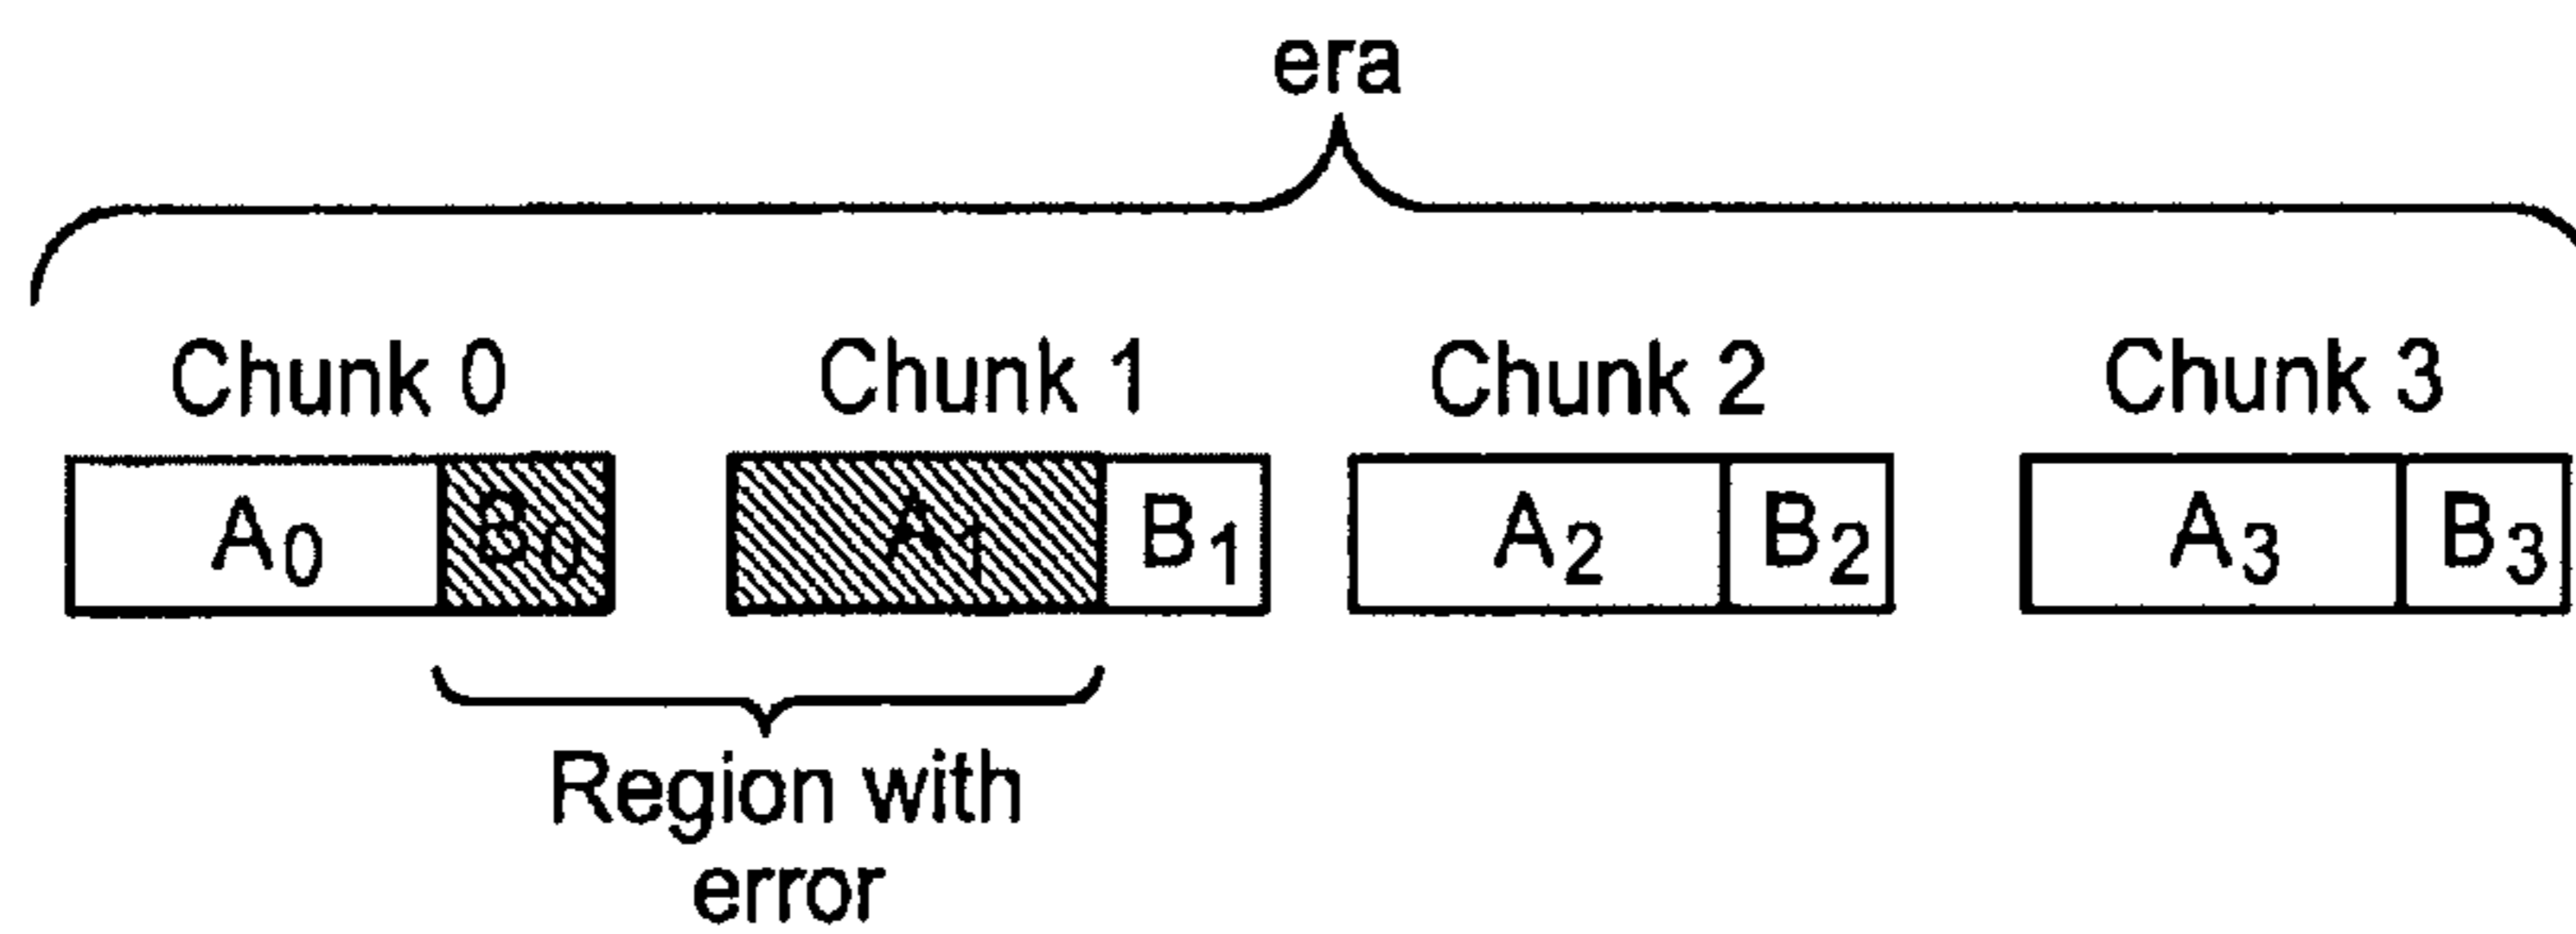 era
Chunk 0 Chunk 1 Chunk 2 Chunk 3
A₀ B₀ A₁ B₁ A₂ B₂ A₃ B₃
Region with
error